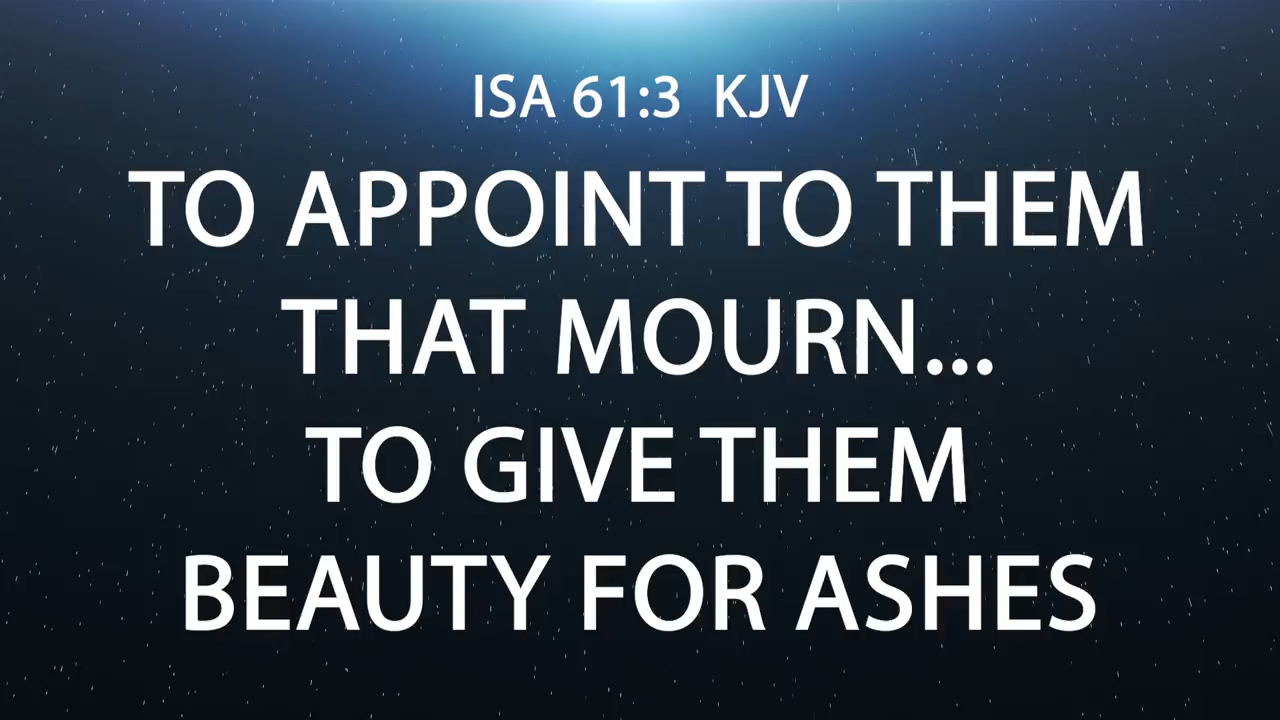 ISA 61:3 KJV
TO APPOINT TO THEM
THAT MOURN...
TO GIVE THEM
BEAUTY FOR ASHES